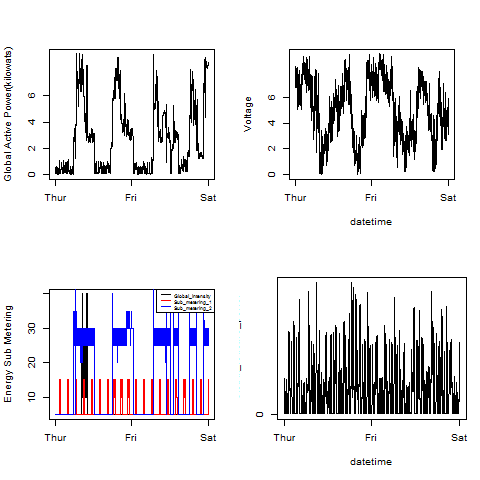 Global Active Power(kilowats)
6
4
2
0
Thur Fri Sat
Voltage
6
4
2
0
Thur Fri Sat
datetime
Energy Sub Metering
30
20
10
Global_intensity
Sub_metering_1
Sub_metering_2
Thur Fri Sat
0
Thur Fri Sat
datetime